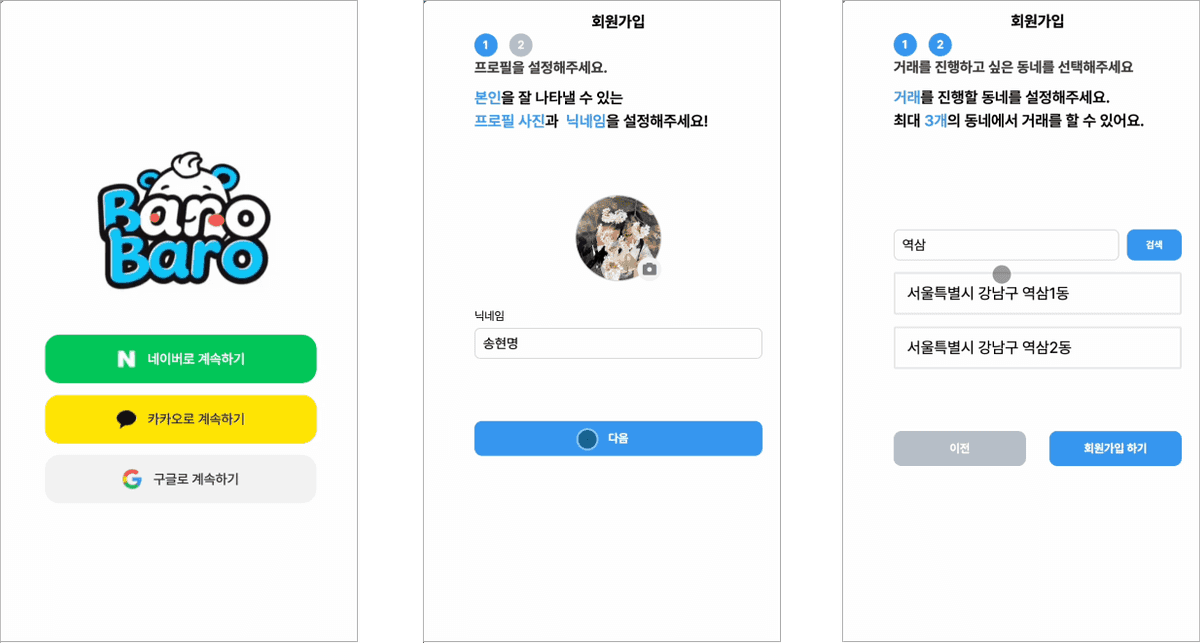 Baro
Baro
네이버로 계속하기
카카오로 계속하기
구글로 계속하기
회원가입
1 2
프로필을 설정해주세요.
본인을 잘 나타낼 수 있는
프로필 사진과 닉네임을 설정해주세요!
닉네임
송현명
다음
회원가입
1 2
거래를 진행하고 싶은 동네를 선택해주세요
거래를 진행할 동네를 설정해주세요.
최대 3개의 동네에서 거래를 할 수 있어요.
역삼 검색
서울특별시 강남구 역삼1동
서울특별시 강남구 역삼2동
이전 회원가입 하기